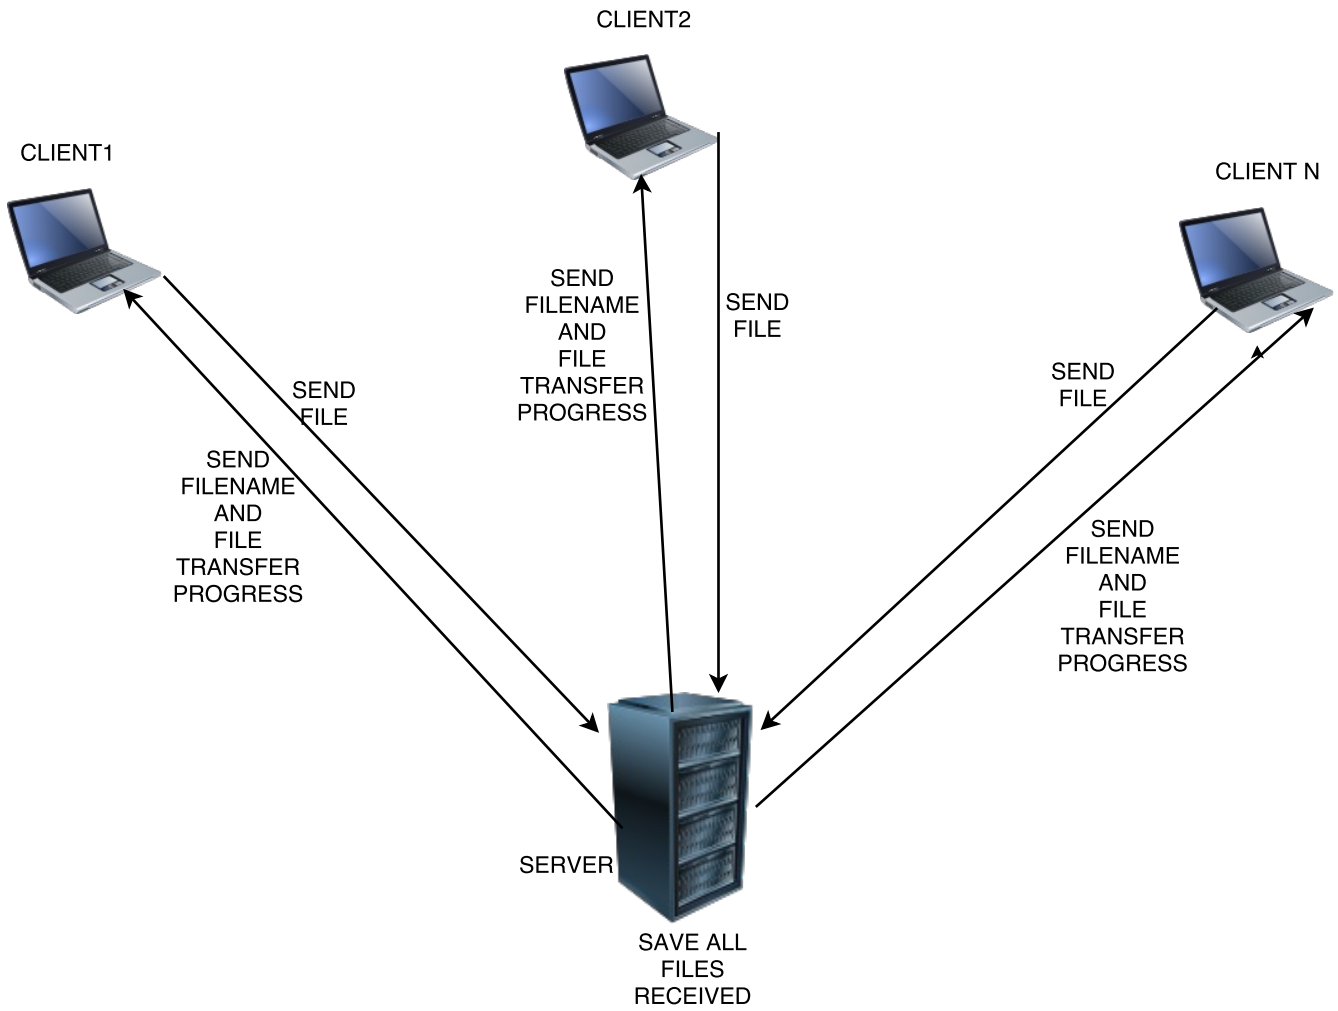 CLIENT2
CLIENT1
CLIENT N
SEND
FILENAME
AND
FILE
TRANSFER
PROGRESS
SEND
FILE
SEND
FILE
SEND
FILE
SEND
FILENAME
AND
FILE
TRANSFER
PROGRESS
SEND
FILENAME
AND
FILE
TRANSFER
PROGRESS
SERVER
SAVE ALL
FILES
RECEIVED